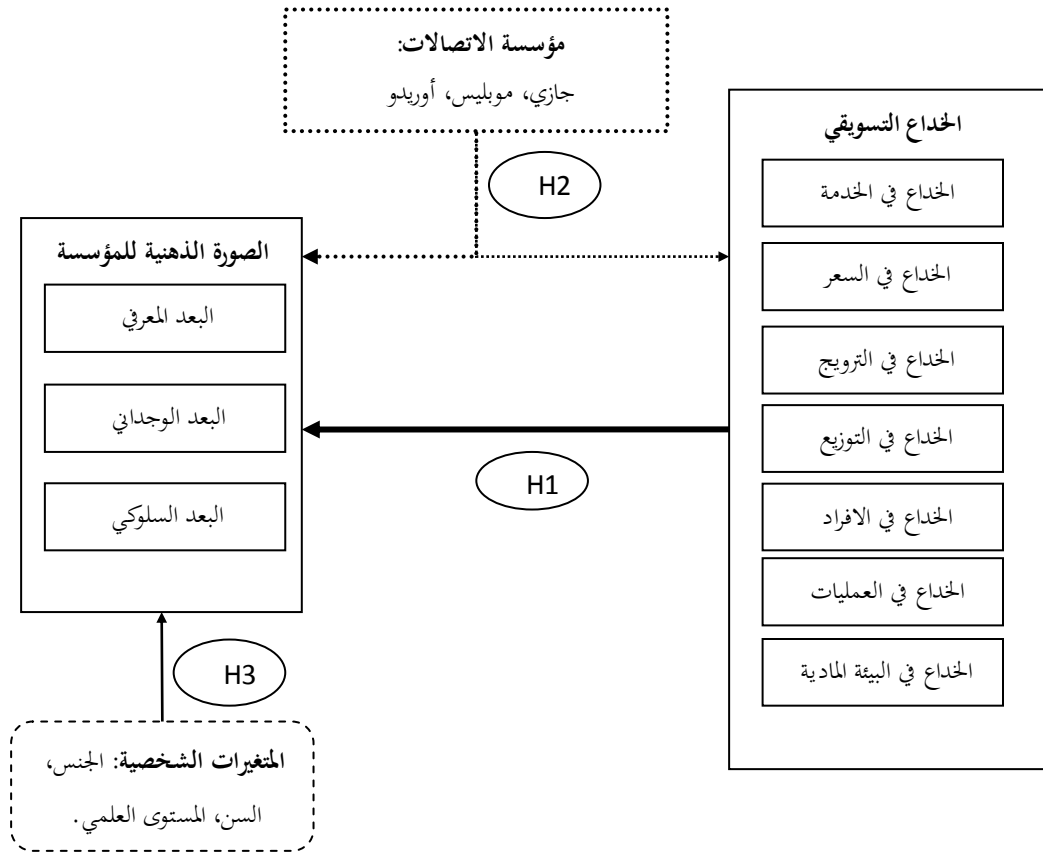 مؤسسة الاتصالات:
جازي، موبليس، أوريدو
H2
الخداع التسويقي
الخداع في الخدمة
الخداع في السعر
الخداع في الترويج
الخداع في التوزيع
الخداع في الافراد
الخداع في العمليات
الخداع في البيئة المادية
H1
الصورة الذهنية للمؤسسة
البعد المعرفي
البعد الوجداني
البعد السلوكي
H3
المتغيرات الشخصية: الجنس،
السن، المستوى العلمي.